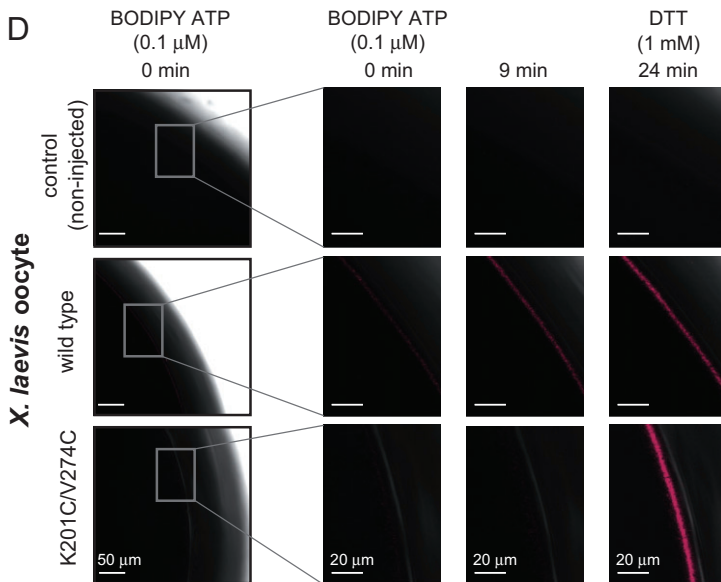 D
BODIPY ATP
(0.1 μM)
0 min
BODIPY ATP
(0.1 μM)
0 min
9 min
DTT
(1 mM)
24 min
X. laevis oocyte
control
(non-injected)
wild type
K201C/V274C
50 μm
20 μm
20 μm
20 μm